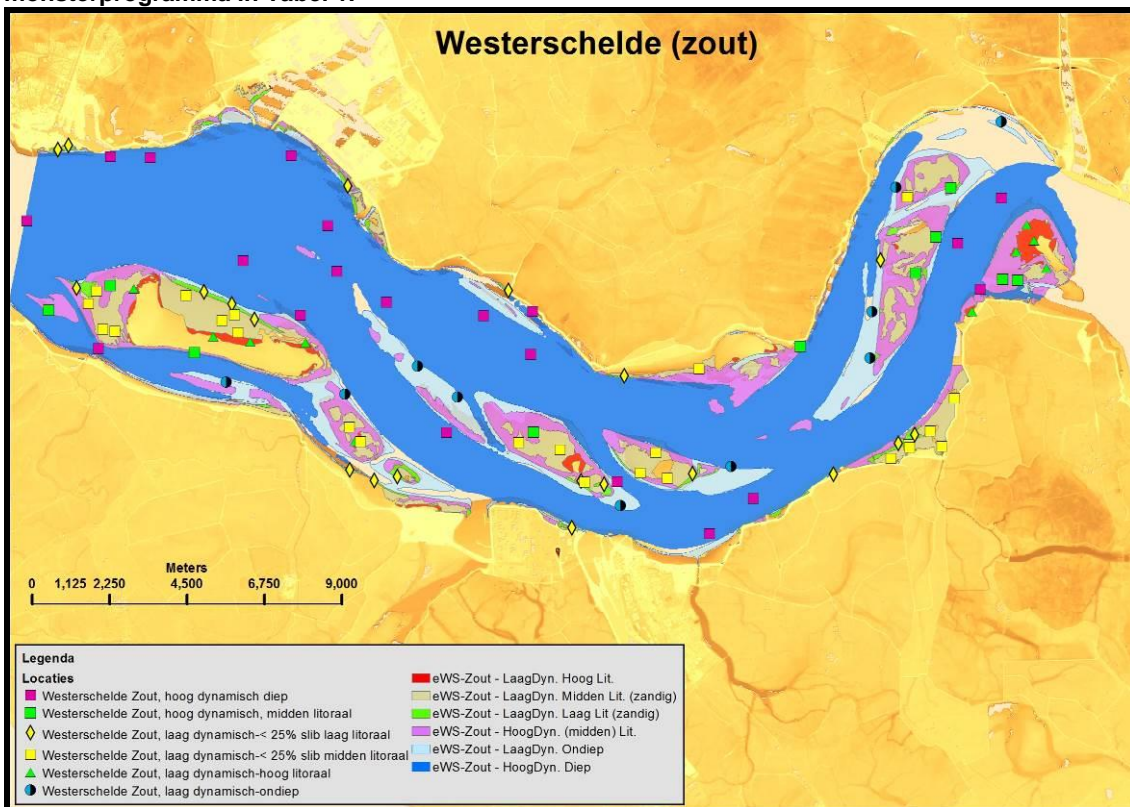 Westerschelde (zout)
Meters
0 1,125 2,250 4,500 6,750 9,000
Legenda
Locaties
Westerschelde Zout, hoog dynamisch diep
Westerschelde Zout, hoog dynamisch, midden litoraal
Westerschelde Zout, laag dynamisch-< 25% slib laag litoraal
Westerschelde Zout, laag dynamisch-< 25% slib midden litoraal
Westerschelde Zout, laag dynamisch-hoog litoraal
Westerschelde Zout, laag dynamisch-ondiep
eWS-Zout - LaagDyn. Hoog Lit.
eWS-Zout - LaagDyn. Midden Lit. (zandig)
eWS-Zout - LaagDyn. Laag Lit (zandig)
eWS-Zout - HoogDyn. (midden) Lit.
eWS-Zout - LaagDyn. Ondiep
eWS-Zout - HoogDyn. Diep